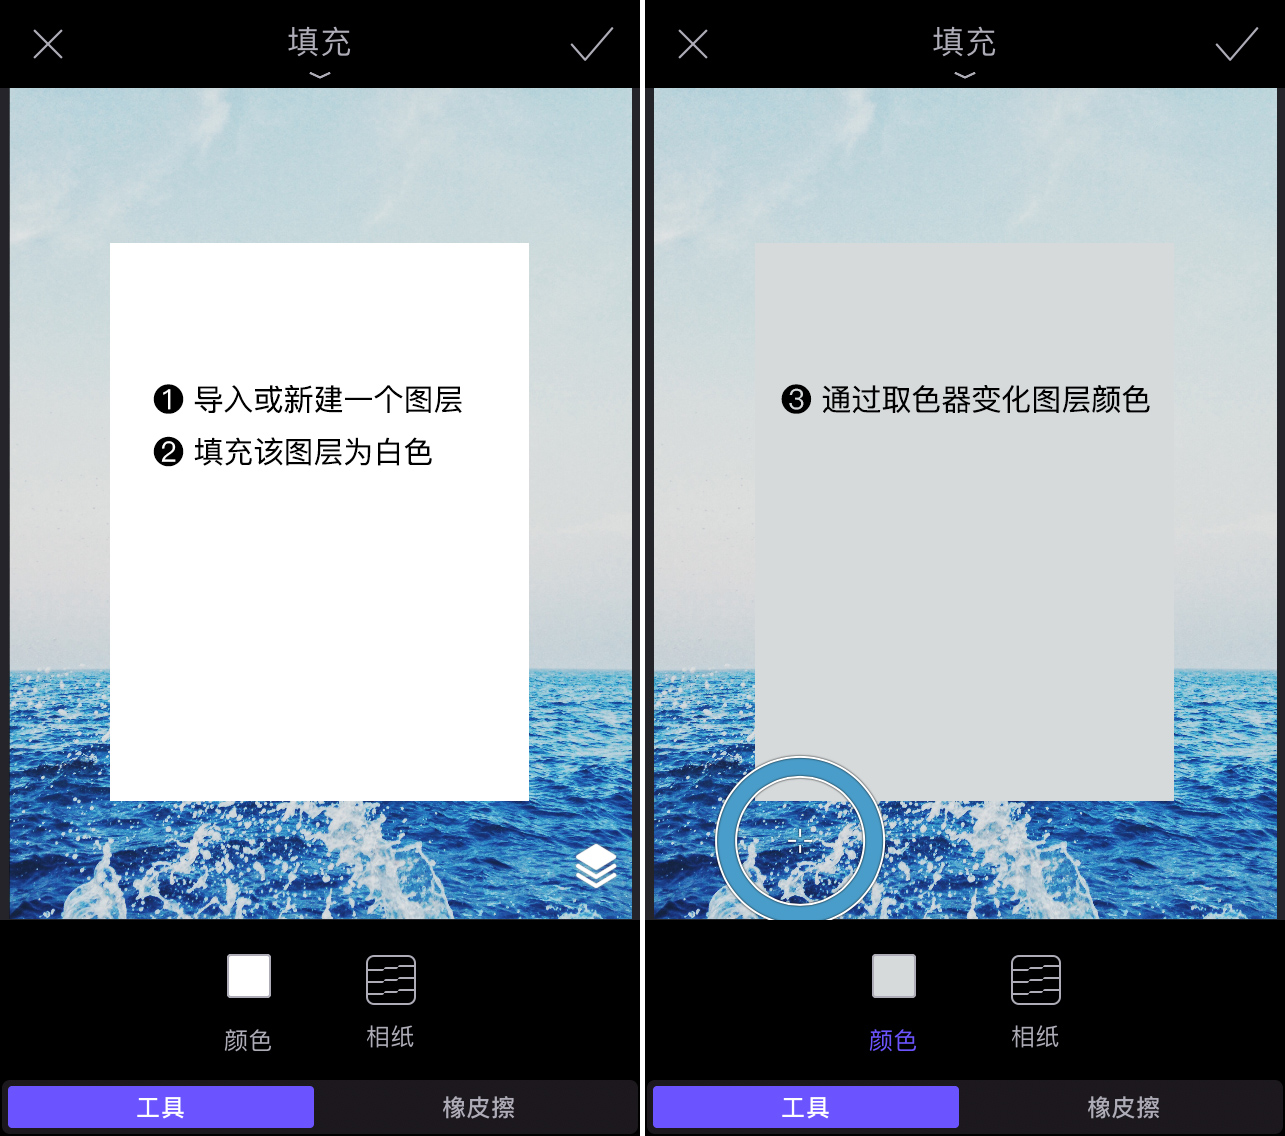 填充
❶ 导入或新建一个图层
❷ 填充该图层为白色
颜色
相纸
工具
橡皮擦
填充
❸ 通过取色器变化图层颜色
颜色
相纸
工具
橡皮擦